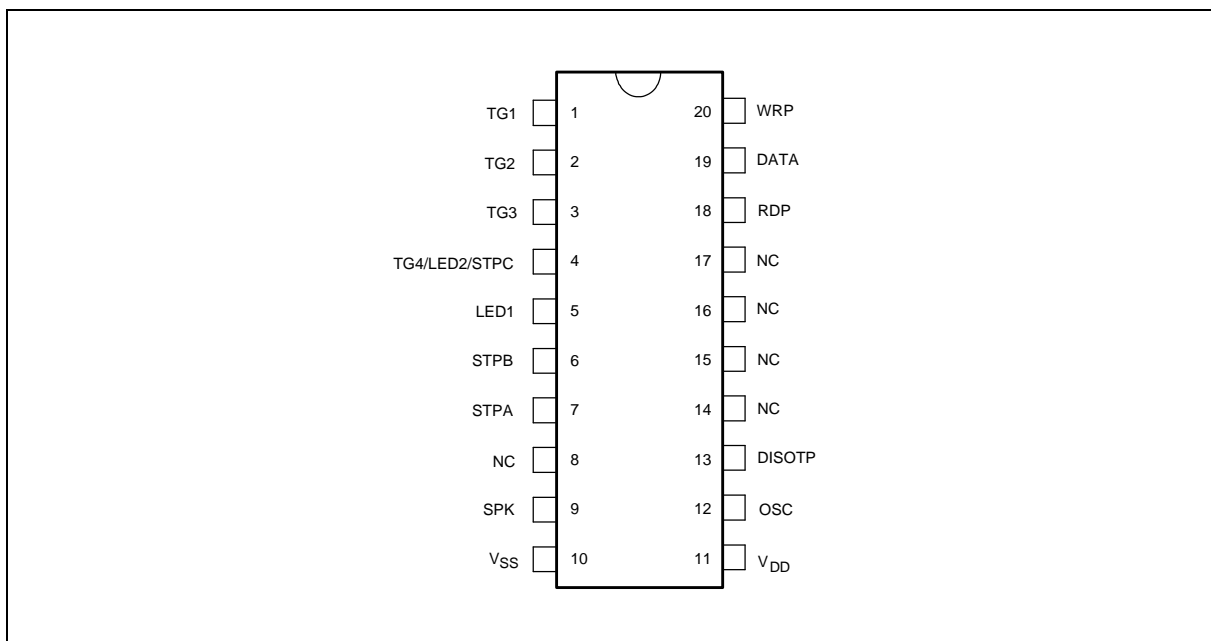 TG1 1 20 WRP
TG2 2 19 DATA
TG3 3 18 RDP
TG4/LED2/STPC 4 17 NC
LED1 5 16 NC
STPB 6 15 NC
STPA 7 14 NC
NC 8 13 DISOTP
SPK 9 12 OSC
VSS 10 11 VDD